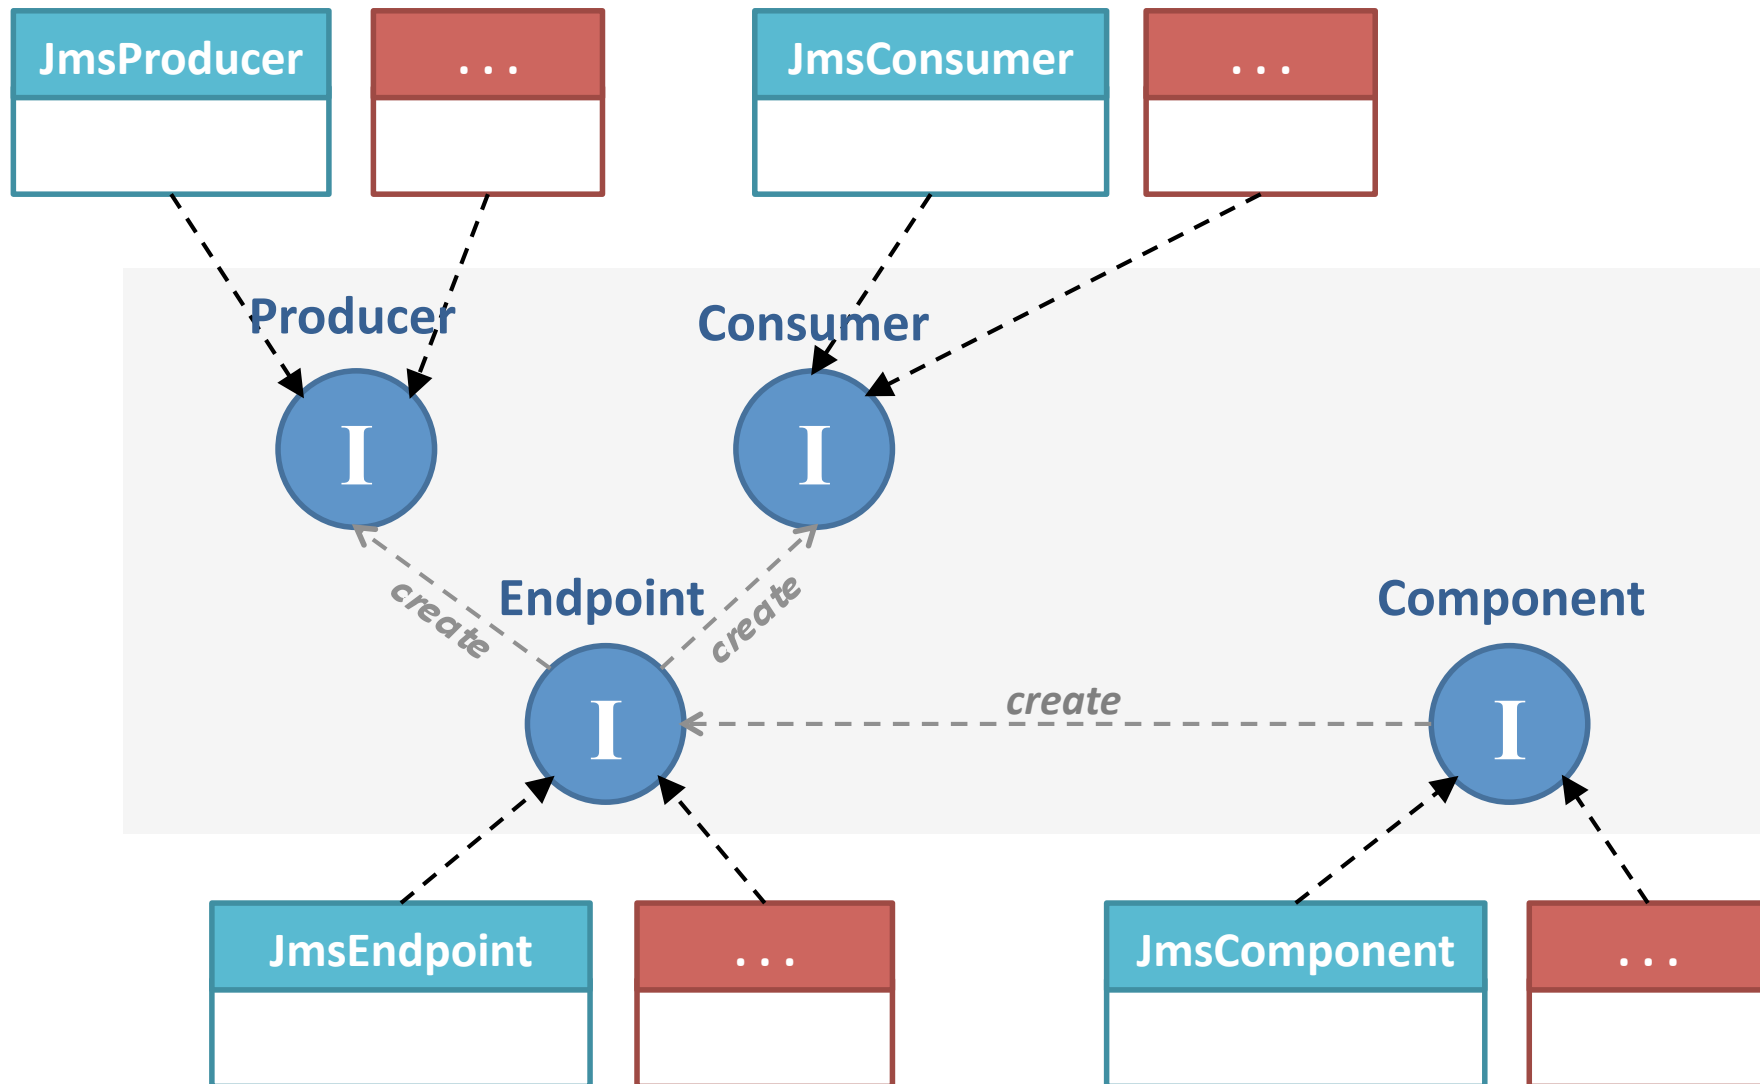 JmsProducer
. . .
JmsConsumer
. . .
Producer
Consumer
I
I
create
Endpoint
create
Component
I
create
I
JmsEndpoint
. . .
JmsComponent
. . .